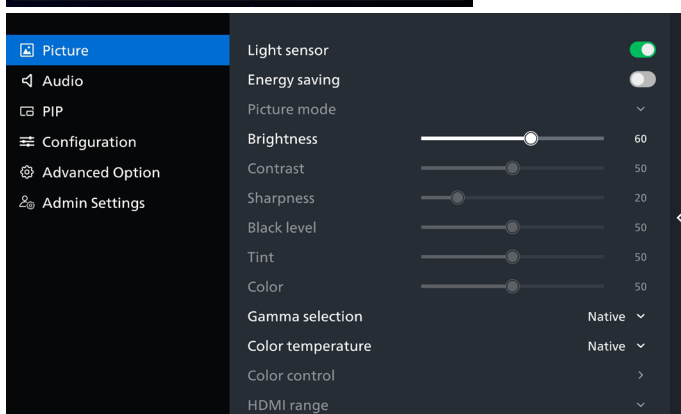 Picture
Audio
PIP
Configuration
Advanced Option
Admin Settings
Light sensor
Energy saving
Picture mode
Brightness 60
Contrast 50
Sharpness 20
Black level 50
Tint 50
Color 50
Gamma selection Native
Color temperature Native
Color control
HDMI range